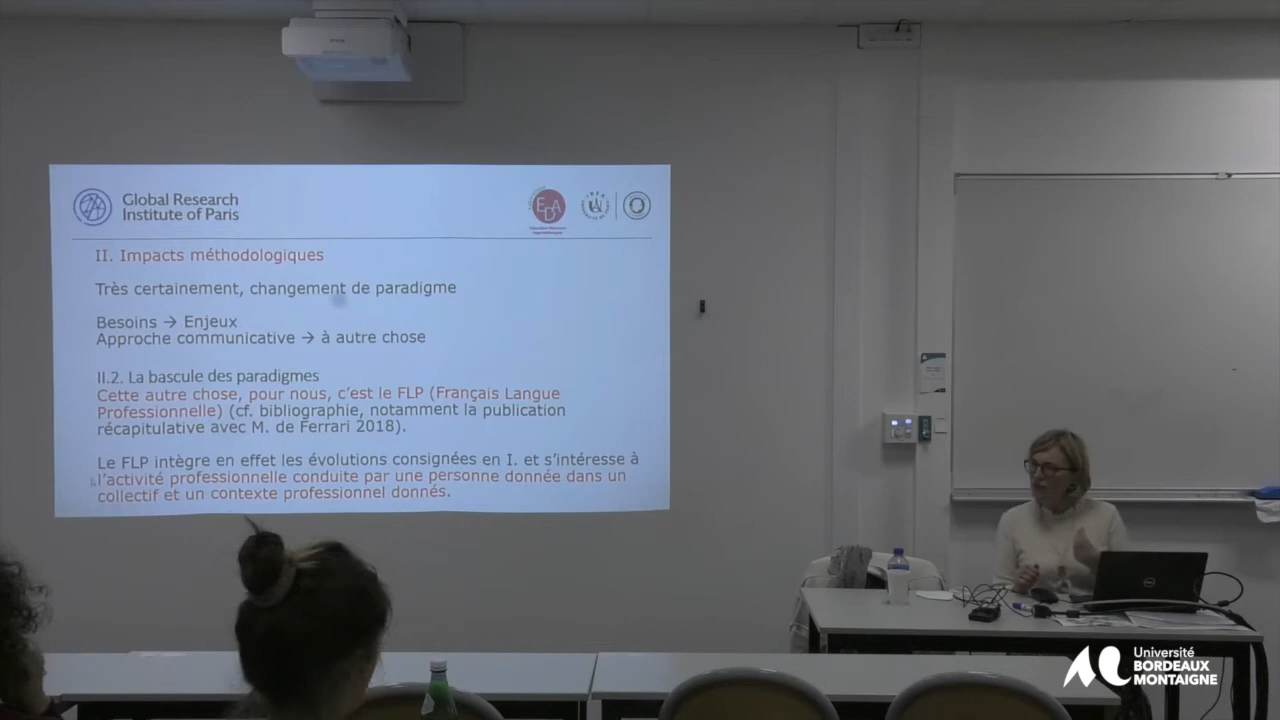 EPSON
Global Research
Institute of Paris
EDA
II. Impacts méthodologiques
Très certainement, changement de paradigme
Besoins → Enjeux
Approche communicative → à autre chose
II.2. La bascule des paradigmes
Cette autre chose, pour nous, c’est le FLP (Français Langue
Professionnelle) (cf. bibliographie, notamment la publication
récapitulative avec M. de Ferrari 2018).
Le FLP intègre en effet les évolutions consignées en I. et s’intéresse à
l’activité professionnelle conduite par une personne donnée dans un
collectif et un contexte professionnel donnés.
DELL
Université
BORDEAUX
MONTAIGNE